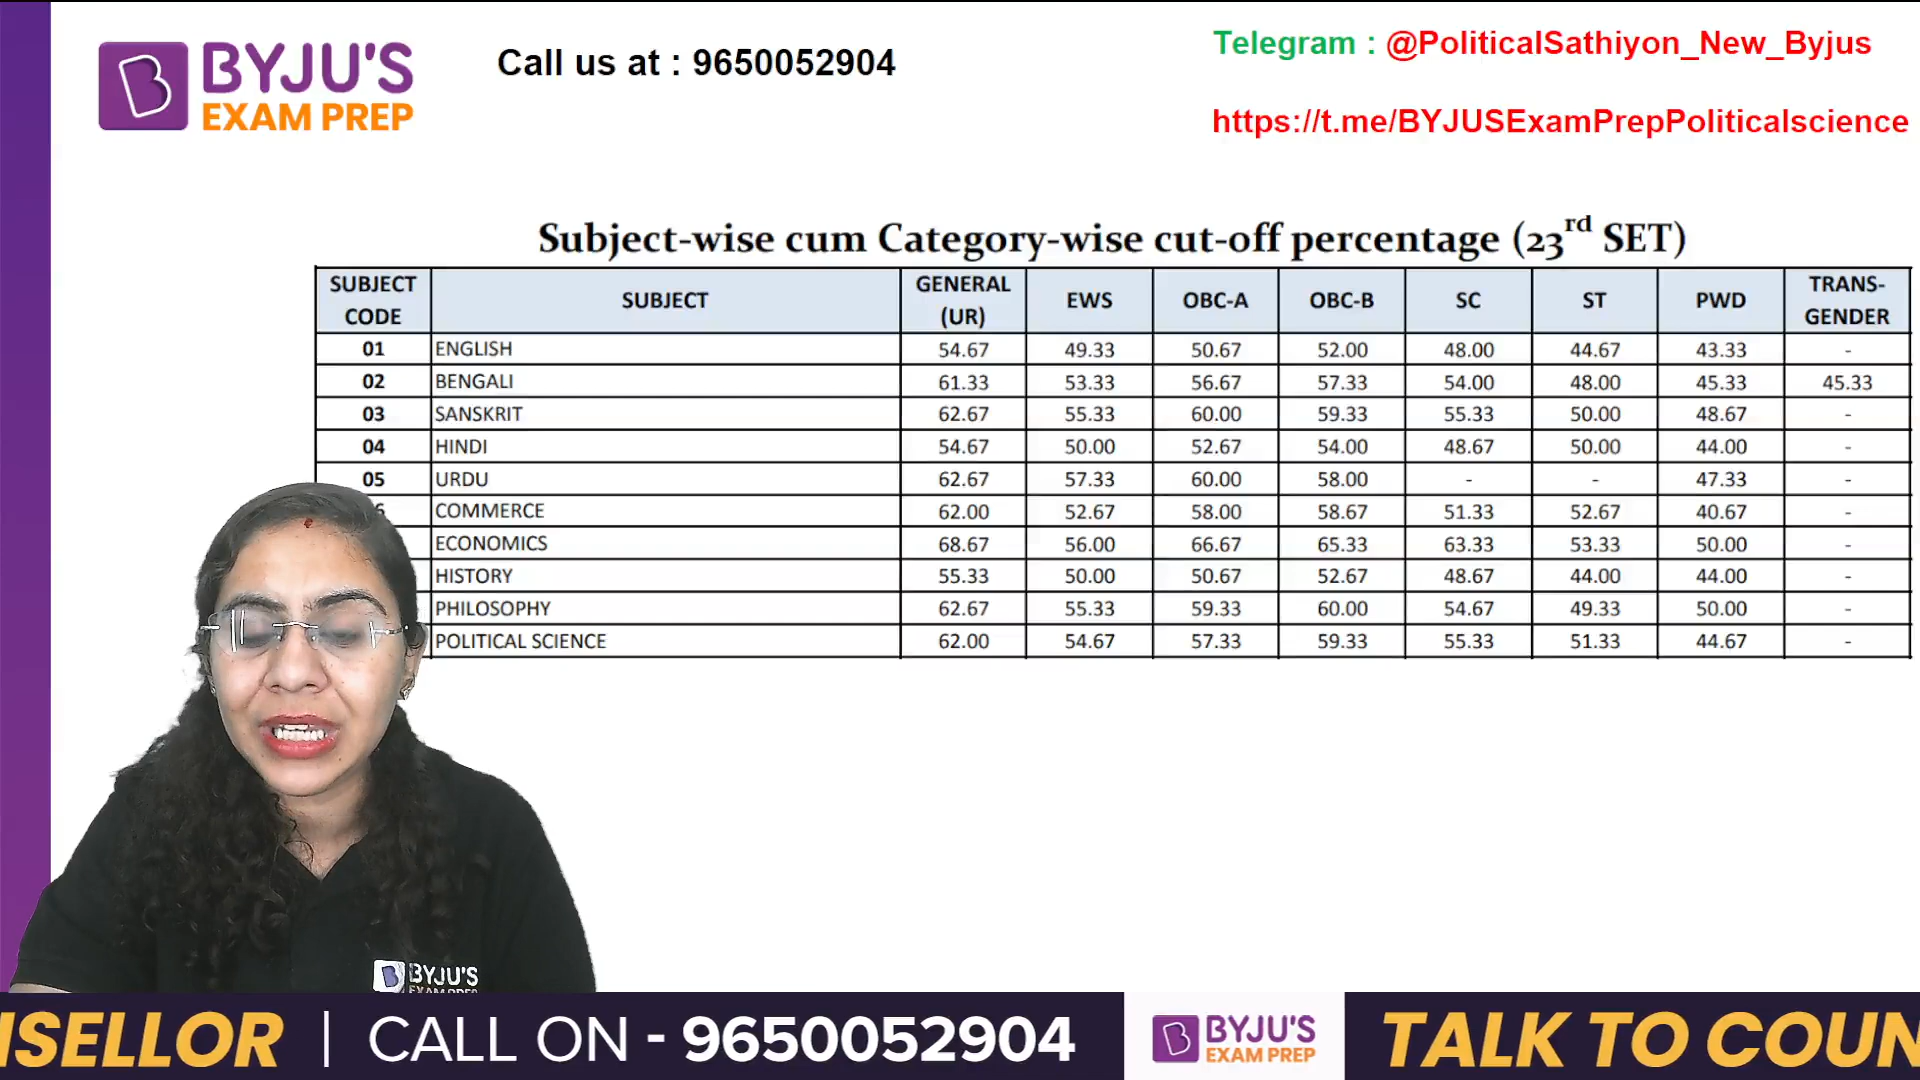 BYJU'S
EXAM PREP
Call us at : 9650052904
Telegram : @PoliticalSathiyon_New_Byjus
https://t.me/BYJUSExamPrepPoliticalscience
Subject-wise cum Category-wise cut-off percentage (23rd SET)
SUBJECT CODE SUBJECT GENERAL (UR) EWS OBC-A OBC-B SC ST PWD TRANS-GENDER
01 ENGLISH 54.67 49.33 50.67 52.00 48.00 44.67 43.33 -
02 BENGALI 61.33 53.33 56.67 57.33 54.00 48.00 45.33 45.33
03 SANSKRIT 62.67 55.33 60.00 59.33 55.33 50.00 48.67 -
04 HINDI 54.67 50.00 52.67 54.00 48.67 50.00 44.00 -
05 URDU 62.67 57.33 60.00 58.00 - - 47.33 -
6 COMMERCE 62.00 52.67 58.00 58.67 51.33 52.67 40.67 -
ECONOMICS 68.67 56.00 66.67 65.33 63.33 53.33 50.00 -
HISTORY 55.33 50.00 50.67 52.67 48.67 44.00 44.00 -
PHILOSOPHY 62.67 55.33 59.33 60.00 54.67 49.33 50.00 -
POLITICAL SCIENCE 62.00 54.67 57.33 59.33 55.33 51.33 44.67 -
BYJU'S
EXAM PREP
NSELLOR | CALL ON - 9650052904 BYJU'S EXAM PREP TALK TO COUN